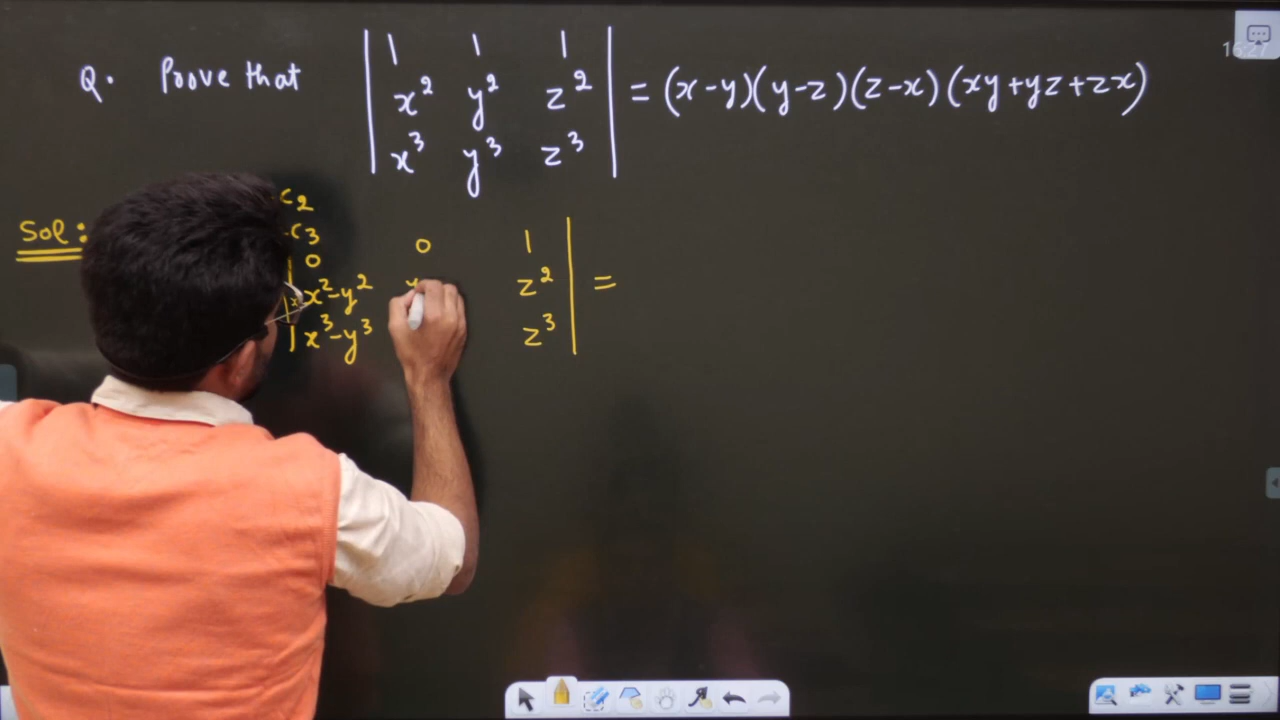 Q. Prove that | 1 1 1 |
| x² y² z² | = (x-y)(y-z)(z-x)(xy+yz+zx)
| x³ y³ z³ |
Sol:
C2
-C3
| 0 0 1 |
| x²-y² z² | =
| x³-y³ z³ |